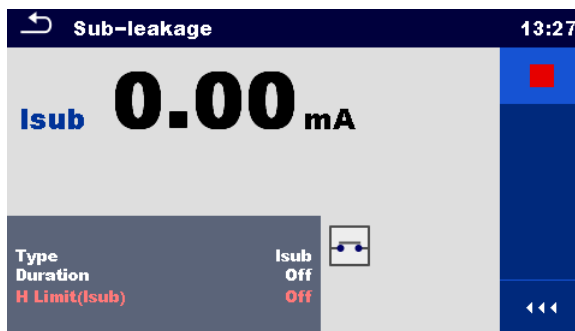 Sub-leakage 13:27
Isub 0.00 mA
Type Isub
Duration Off
H Limit(Isub) Off